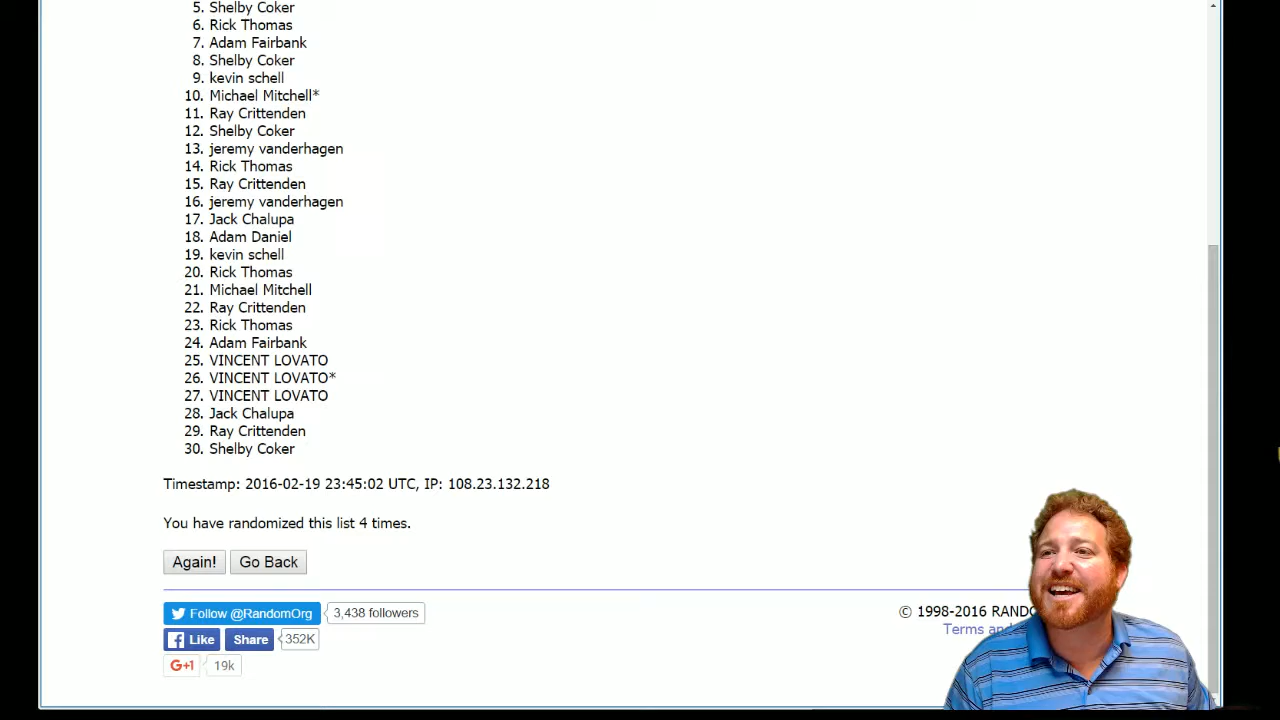 5. Shelby Coker
6. Rick Thomas
7. Adam Fairbank
8. Shelby Coker
9. kevin schell
10. Michael Mitchell*
11. Ray Crittenden
12. Shelby Coker
13. jeremy vanderhagen
14. Rick Thomas
15. Ray Crittenden
16. jeremy vanderhagen
17. Jack Chalupa
18. Adam Daniel
19. kevin schell
20. Rick Thomas
21. Michael Mitchell
22. Ray Crittenden
23. Rick Thomas
24. Adam Fairbank
25. VINCENT LOVATO
26. VINCENT LOVATO*
27. VINCENT LOVATO
28. Jack Chalupa
29. Ray Crittenden
30. Shelby Coker
Timestamp: 2016-02-19 23:45:02 UTC, IP: 108.23.132.218
You have randomized this list 4 times.
Again! Go Back
Follow @RandomOrg 3,438 followers
© 1998-2016 RANDO
Terms and
Like Share 352K
G+1 19k